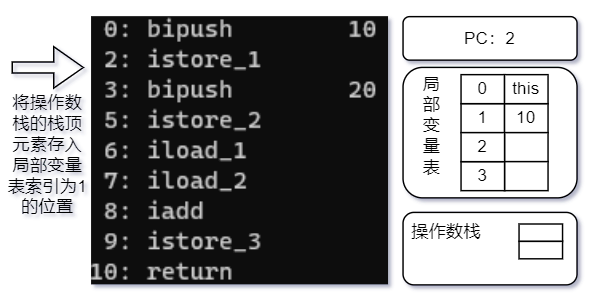 将操作数
栈的栈顶
元素存入
局部变量
表索引为1
的位置
0: bipush 10
2: istore_1
3: bipush 20
5: istore_2
6: iload_1
7: iload_2
8: iadd
9: istore_3
10: return
PC：2
局
部
变
量
表
0 this
1 10
2
3
操作数栈